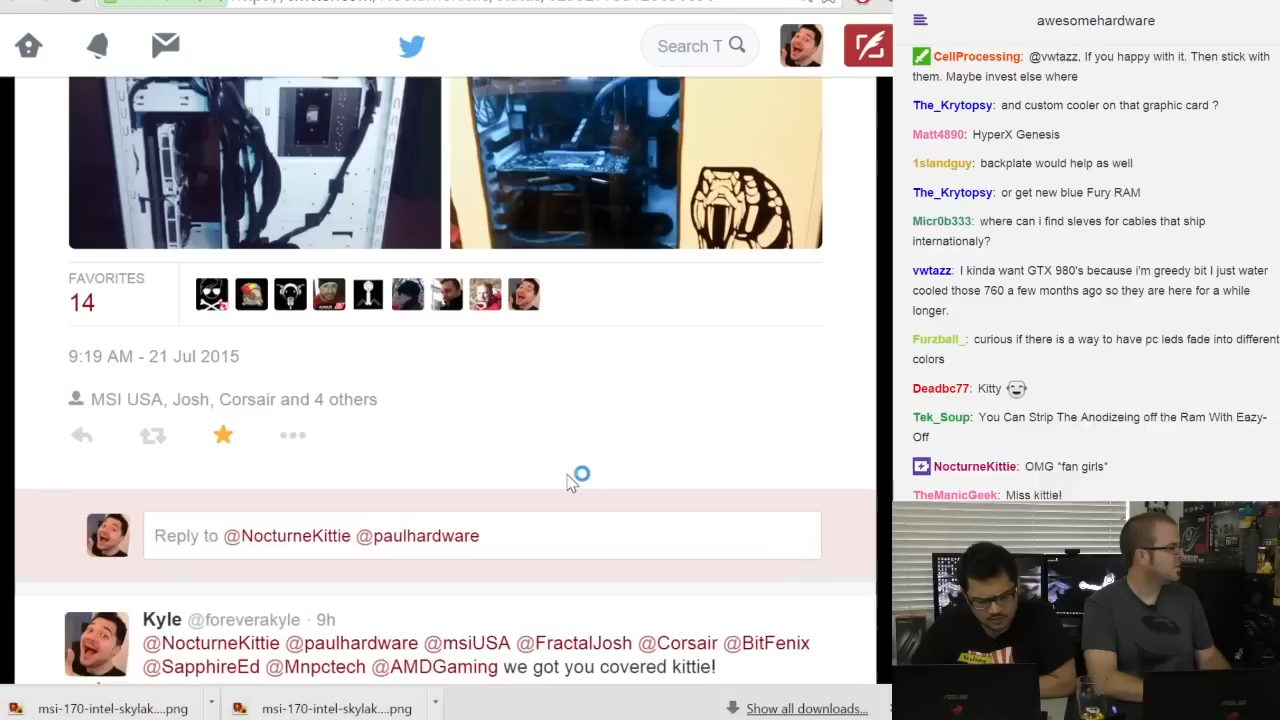 Search T
FAVORITES
14
9:19 AM - 21 Jul 2015
MSI USA, Josh, Corsair and 4 others
Reply to @NocturneKittie @paulhardware
Kyle @foreverakyle · 9h
@NocturneKittie @paulhardware @msiUSA @FractalJosh @Corsair @BitFenix
@SapphireEd @Mnpctech @AMDGaming we got you covered kittie!
msi-170-intel-skylak....png
msi-170-intel-skylak....png
Show all downloads...
awesomehardware
CellProcessing: @vwtazz, If you happy with it. Then stick with
them. Maybe invest else where
The_Krytopsy: and custom cooler on that graphic card ?
Matt4890: HyperX Genesis
1slandguy: backplate would help as well
The_Krytopsy: or get new blue Fury RAM
Micr0b333: where can i find sleves for cables that ship
internationaly?
vwtazz: I kinda want GTX 980's because i'm greedy bit I just water
cooled those 760 a few months ago so they are here for a while
longer.
Furzball_: curious if there is a way to have pc leds fade into different
colors
Deadbc77: Kitty
Tek_Soup: You Can Strip The Anodizeing off the Ram With Eazy-
Off
NocturneKittie: OMG *fan girls*
TheManicGeek: Miss kittie!
ASUS
ASUS